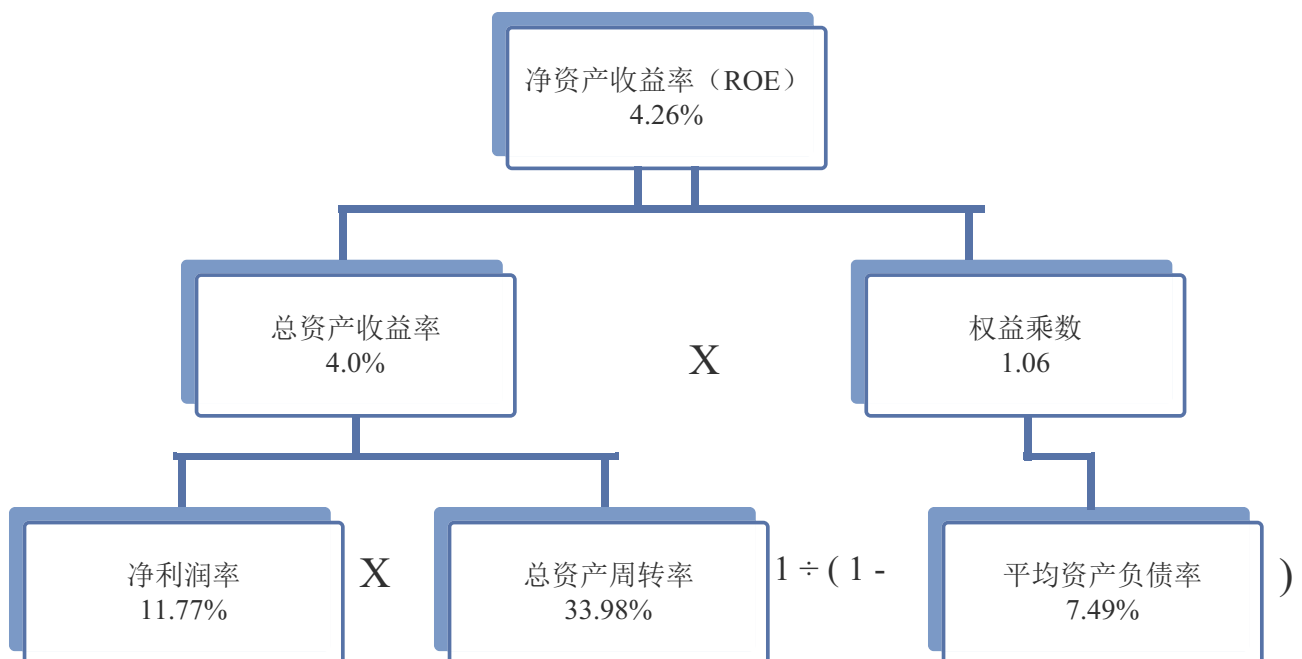 净资产收益率（ROE）
4.26%
总资产收益率
4.0%
X
权益乘数
1.06
净利润率
11.77%
X
总资产周转率
33.98%
1 ÷ ( 1 -
平均资产负债率
7.49%
)